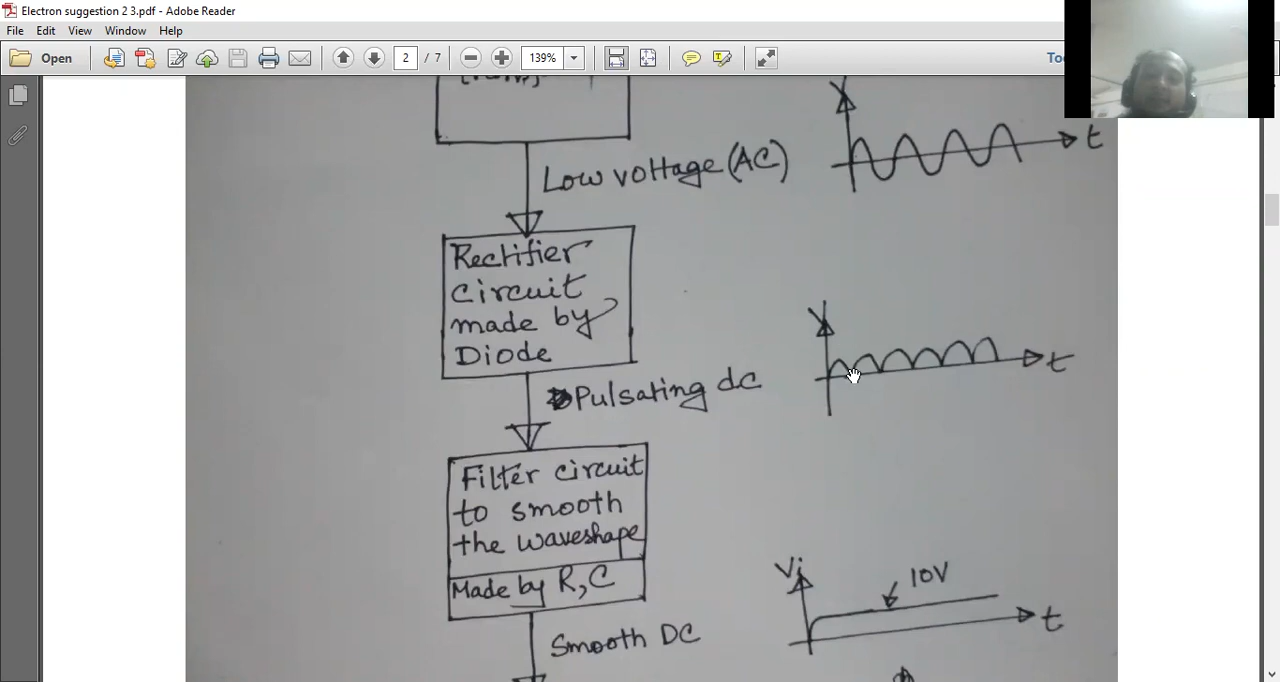 Electron suggestion 2 3.pdf - Adobe Reader
File Edit View Window Help
Open
2 / 7
139%
V
t
Low voltage (AC)
Rectifier
circuit
made by
Diode
V
t
Pulsating dc
Filter circuit
to smooth
the waveshape
Made by R, C
Vi
10V
t
Smooth DC